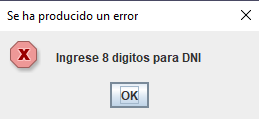 Se ha producido un error
Ingrese 8 digitos para DNI
OK